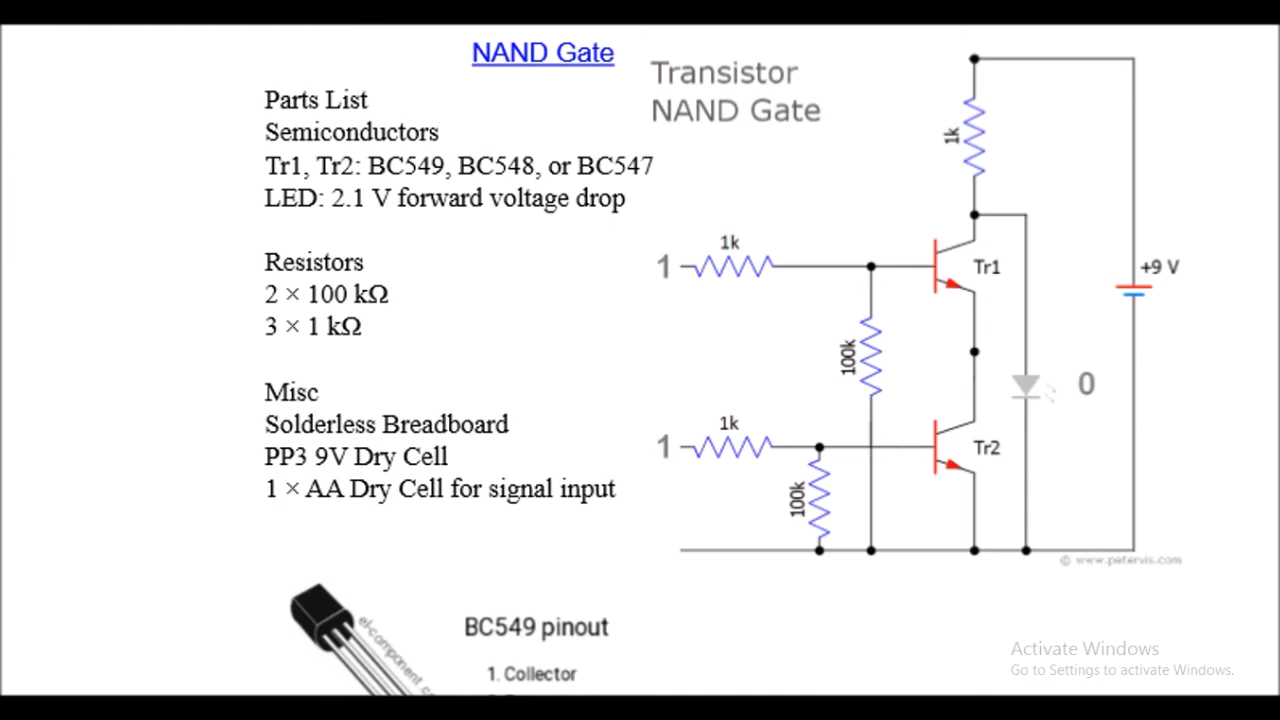 NAND Gate
Parts List
Semiconductors
Tr1, Tr2: BC549, BC548, or BC547
LED: 2.1 V forward voltage drop
Resistors
2 × 100 kΩ
3 × 1 kΩ
Misc
Solderless Breadboard
PP3 9V Dry Cell
1 × AA Dry Cell for signal input
Transistor
NAND Gate
1k
1k
1
Tr1
+9 V
100k
0
1k
1
Tr2
100k
© www.petervis.com
el-component.c
BC549 pinout
1. Collector
Activate Windows
Go to Settings to activate Windows.